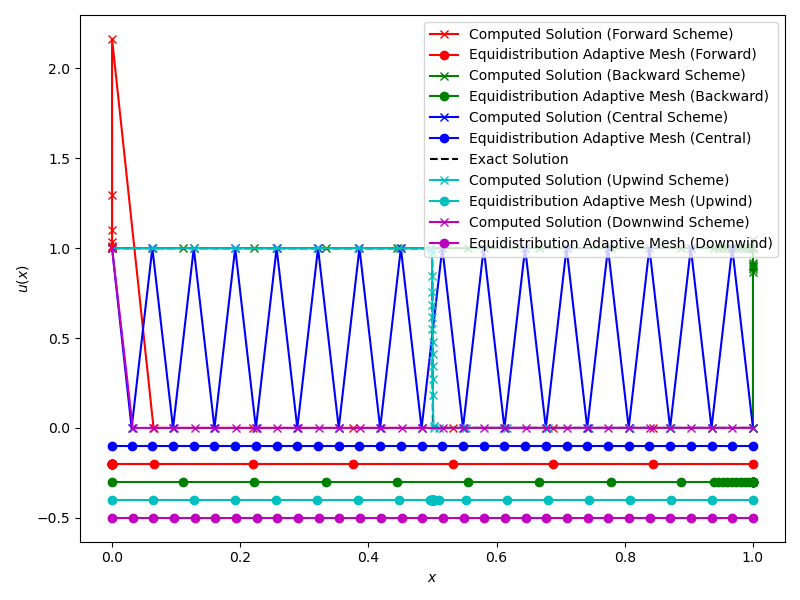 Computed Solution (Forward Scheme)
Equidistribution Adaptive Mesh (Forward)
Computed Solution (Backward Scheme)
Equidistribution Adaptive Mesh (Backward)
Computed Solution (Central Scheme)
Equidistribution Adaptive Mesh (Central)
Exact Solution
Computed Solution (Upwind Scheme)
Equidistribution Adaptive Mesh (Upwind)
Computed Solution (Downwind Scheme)
Equidistribution Adaptive Mesh (Downwind)
2.0
1.5
1.0
0.5
0.0
−0.5
u(x)
0.0 0.2 0.4 0.6 0.8 1.0
x